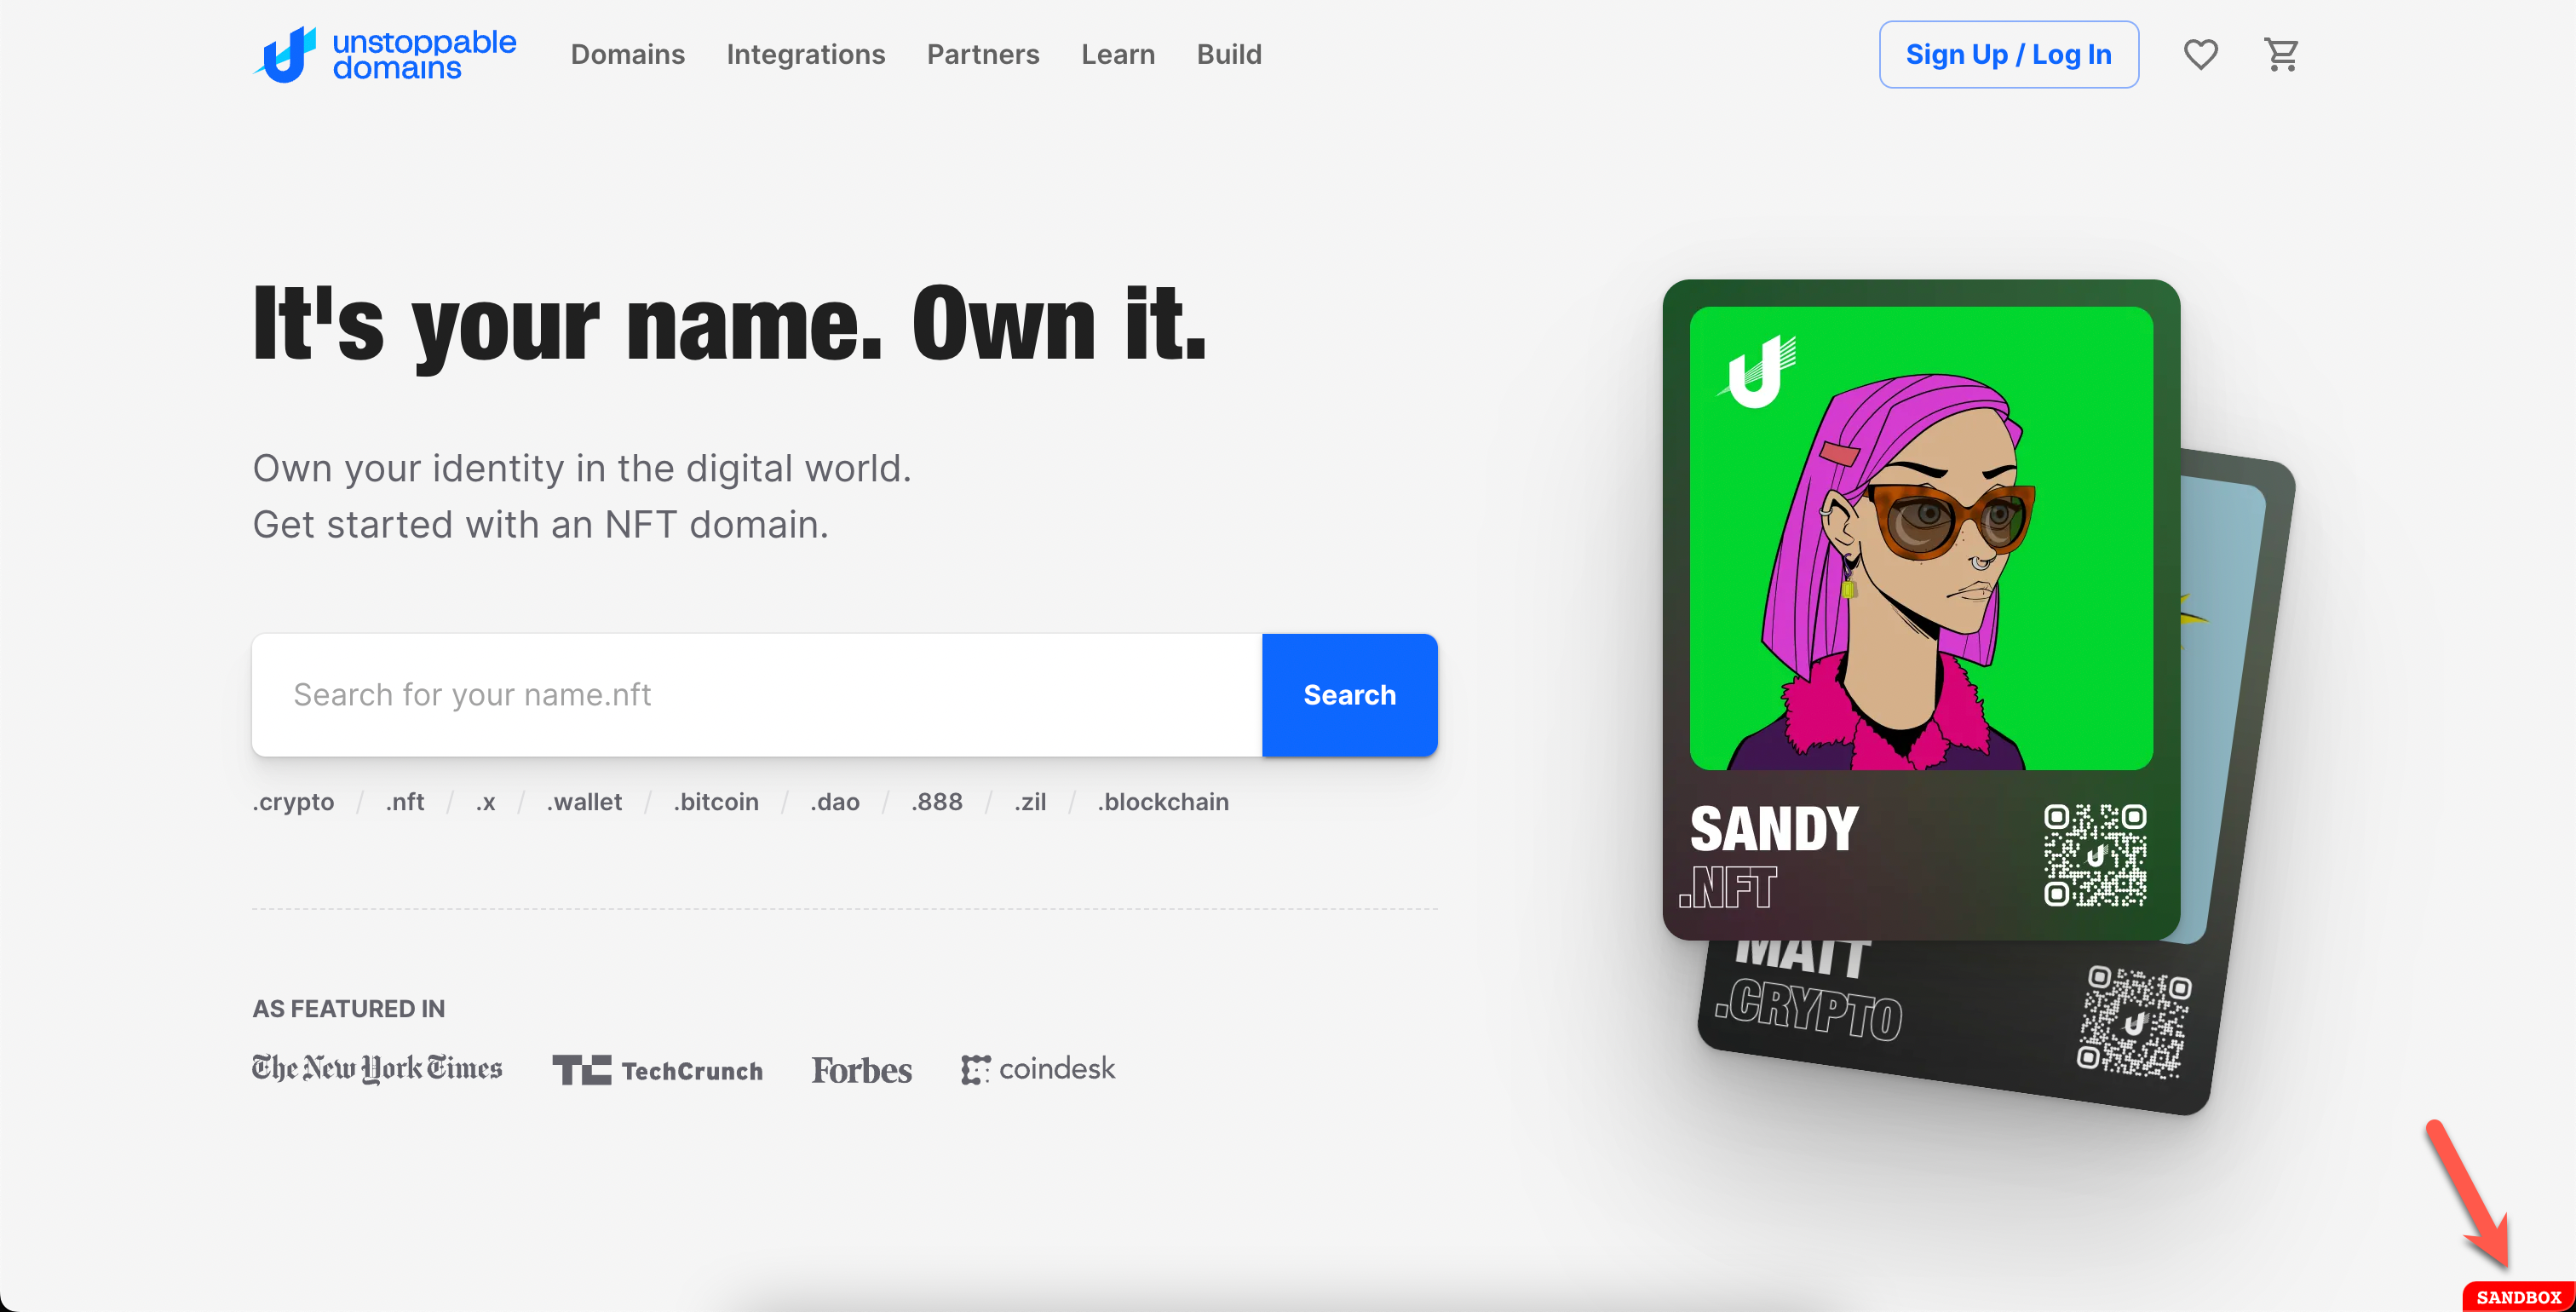 unstoppable
domains
Domains Integrations Partners Learn Build
Sign Up / Log In
It's your name. Own it.
Own your identity in the digital world.
Get started with an NFT domain.
Search for your name.nft
Search
.crypto / .nft / .x / .wallet / .bitcoin / .dao / .888 / .zil / .blockchain
AS FEATURED IN
The New York Times
TC TechCrunch
Forbes
coindesk
SANDY
.NFT
MATT
.CRYPTO
SANDBOX